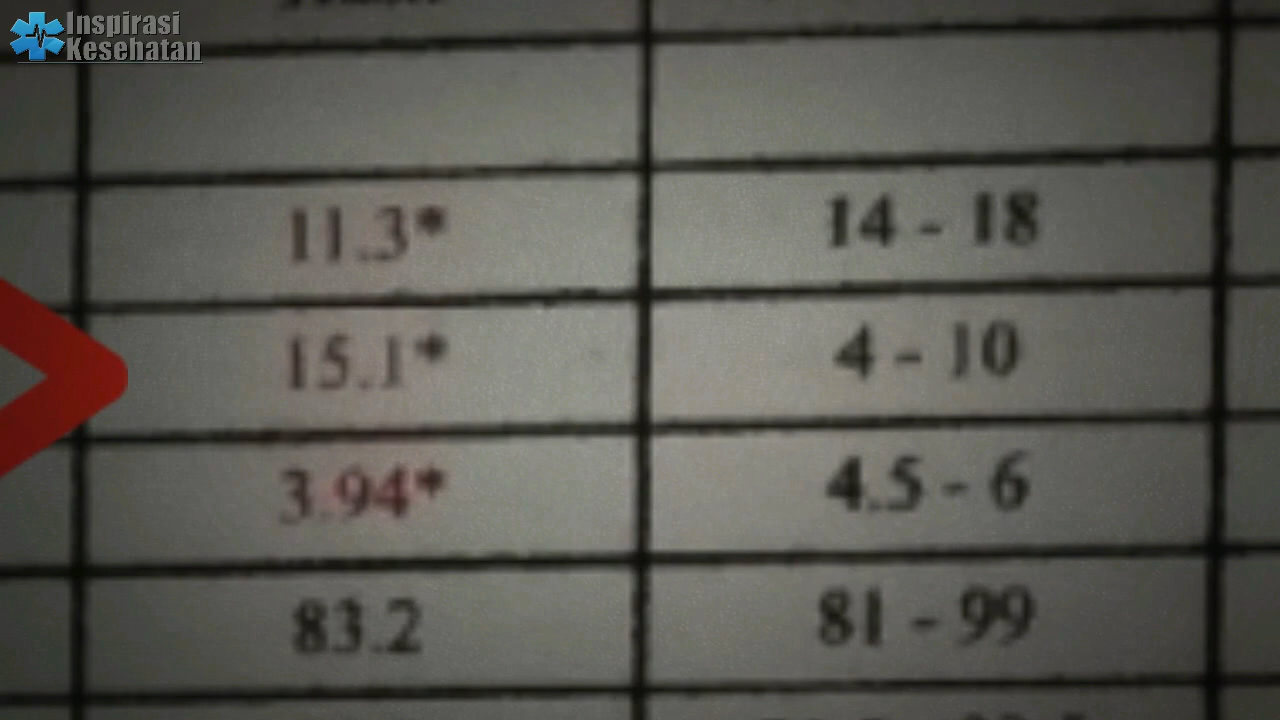 Inspirasi
Kesehatan
11.3* 14 - 18
15.1* 4 - 10
3.94* 4.5 - 6
83.2 81 - 99